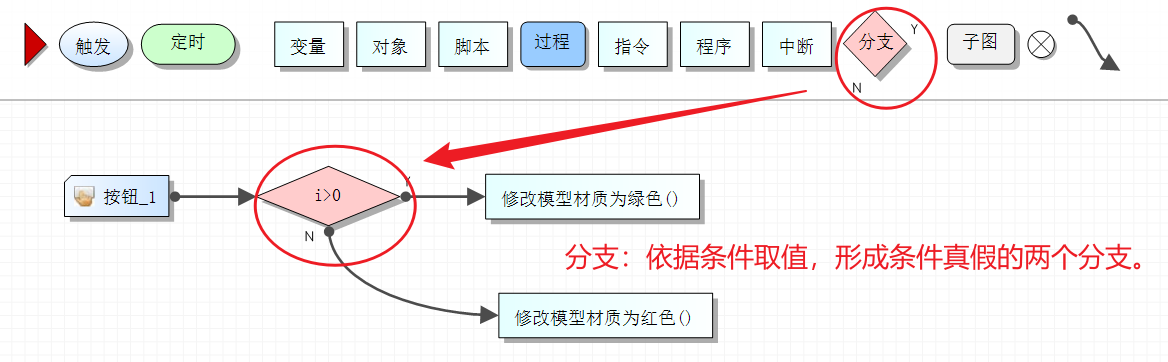 触发 定时 变量 对象 脚本 过程 指令 程序 中断 分支 Y 子图
N
按钮_1 i>0 Y 修改模型材质为绿色()
N
分支：依据条件取值，形成条件真假的两个分支。
修改模型材质为红色()